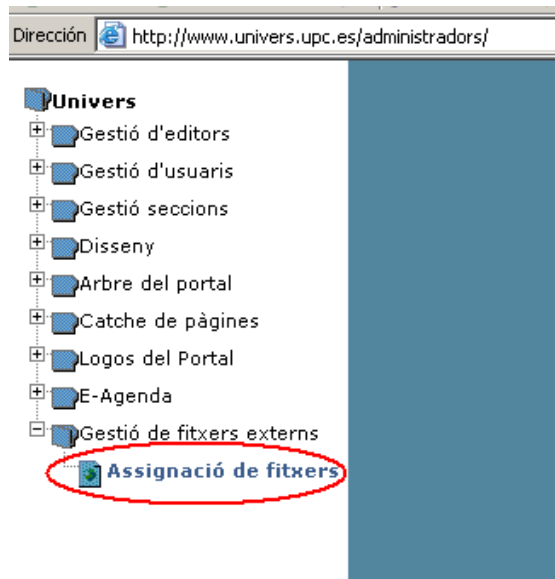 Dirección http://www.univers.upc.es/administradors/
Univers
Gestió d'editors
Gestió d'usuaris
Gestió seccions
Disseny
Arbre del portal
Catche de pàgines
Logos del Portal
E-Agenda
Gestió de fitxers externs
Assignació de fitxers